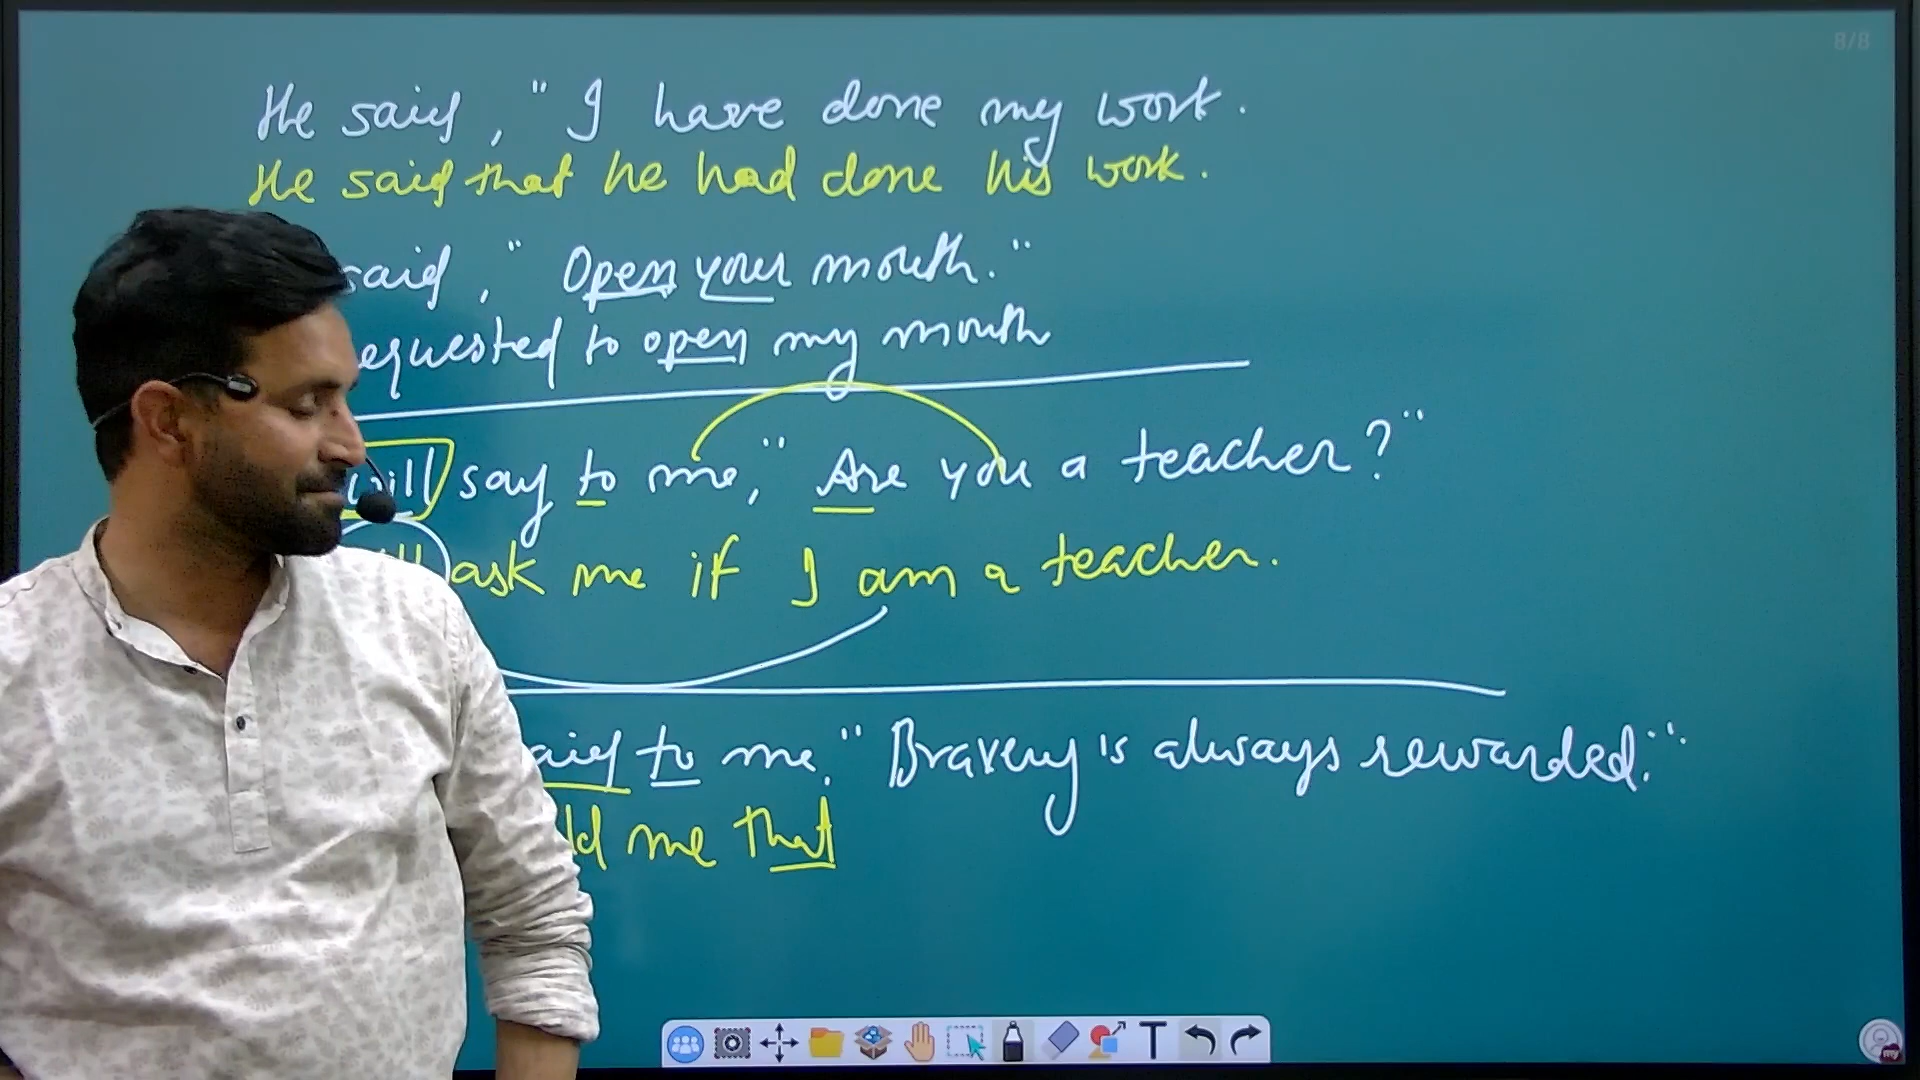 8/8
He said, " I have done my work.
He said that he had done his work.
said, " Open your mouth."
equested to open my mouth
will say to me, " Are you a teacher?"
ask me if I am a teacher.
aid to me, " Bravery is always rewarded."
ld me that
T